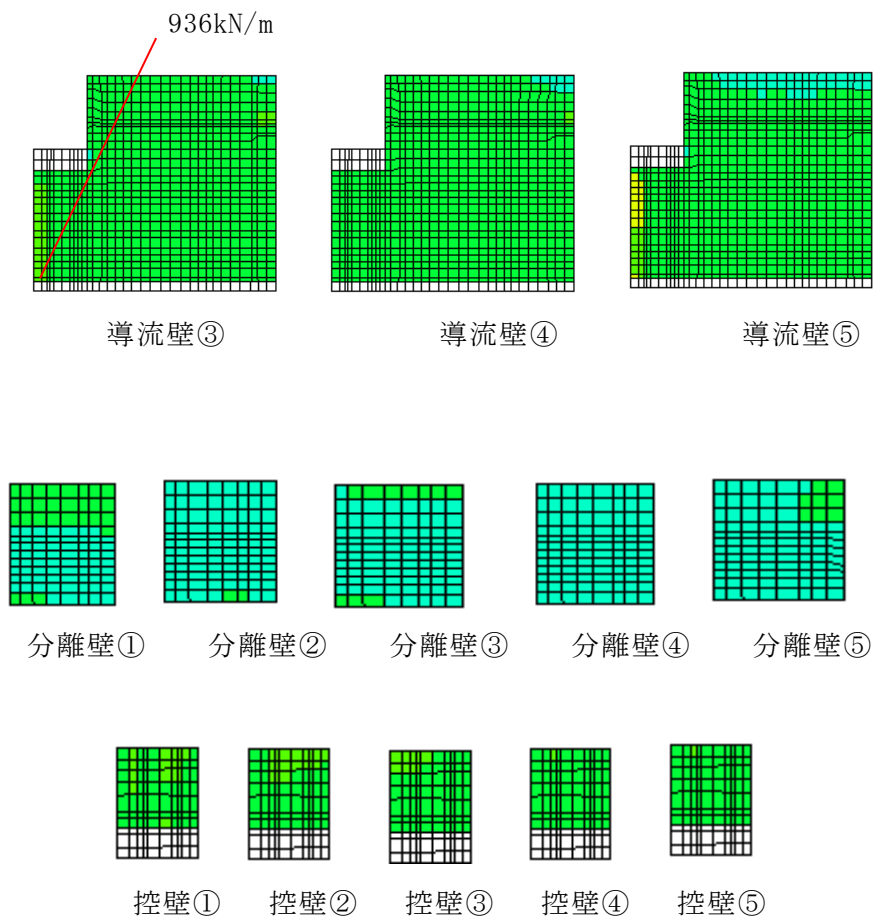 936kN/m
導流壁③ 導流壁④ 導流壁⑤
分離壁① 分離壁② 分離壁③ 分離壁④ 分離壁⑤
控壁① 控壁② 控壁③ 控壁④ 控壁⑤